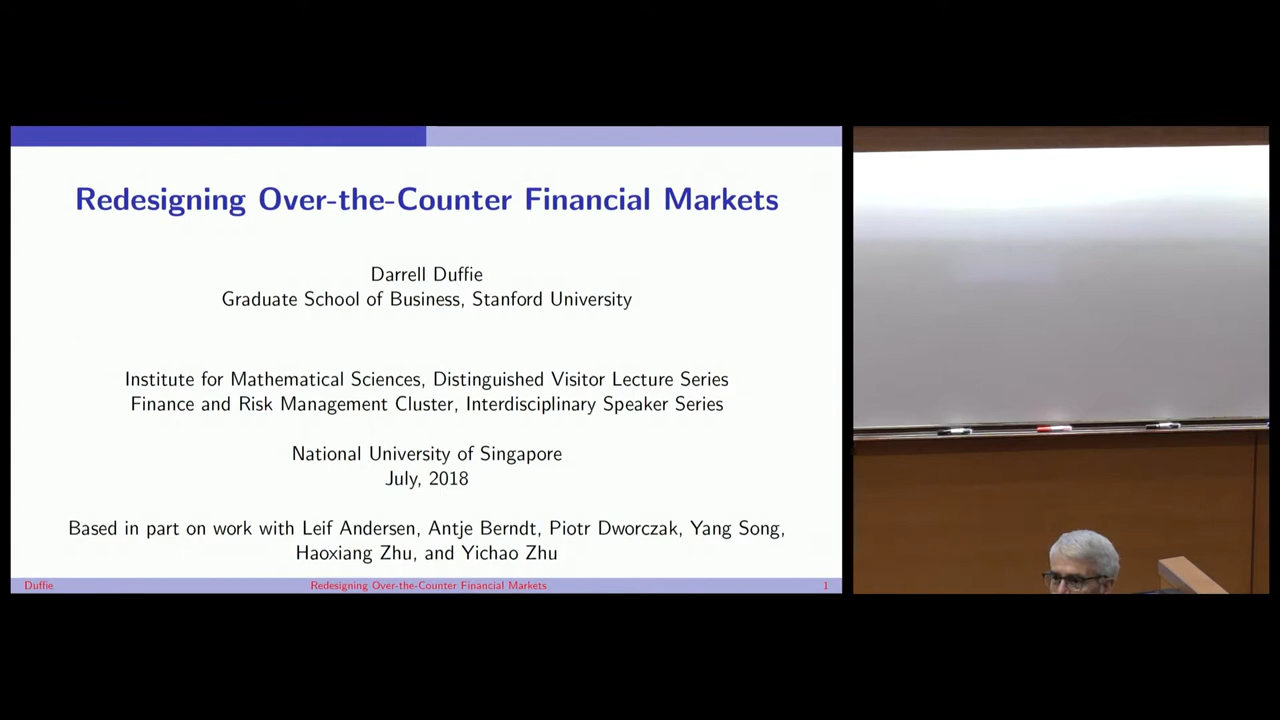 Redesigning Over-the-Counter Financial Markets
Darrell Duffie
Graduate School of Business, Stanford University
Institute for Mathematical Sciences, Distinguished Visitor Lecture Series
Finance and Risk Management Cluster, Interdisciplinary Speaker Series
National University of Singapore
July, 2018
Based in part on work with Leif Andersen, Antje Berndt, Piotr Dworczak, Yang Song,
Haoxiang Zhu, and Yichao Zhu
Duffie Redesigning Over-the-Counter Financial Markets 1